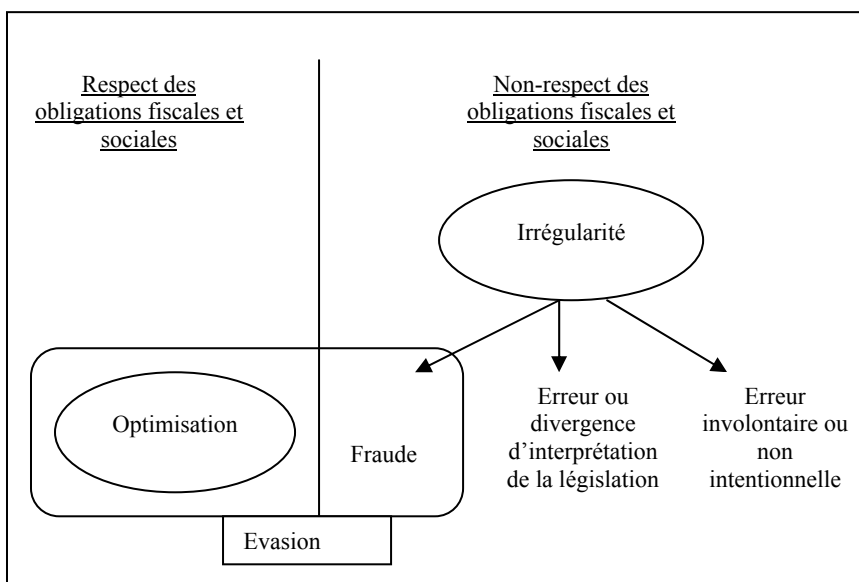 Respect des
obligations fiscales et
sociales
Non-respect des
obligations fiscales et
sociales
Irrégularité
Optimisation
Fraude
Erreur ou
divergence
d’interprétation
de la législation
Erreur
involontaire ou
non
intentionnelle
Evasion